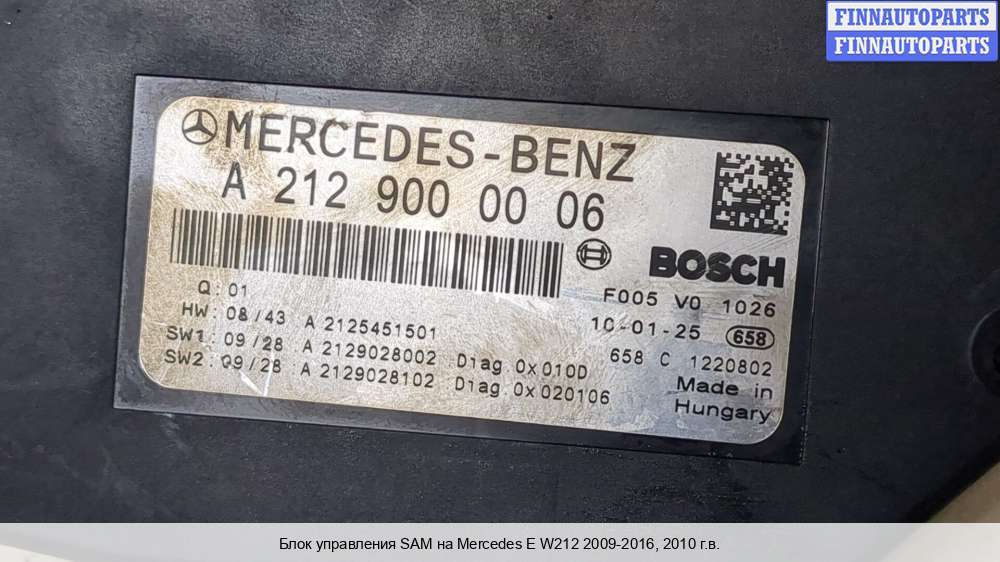 FINNAUTOPARTS
FINNAUTOPARTS
MERCEDES-BENZ
A 212 900 00 06
BOSCH
Q: 01
F005 V0 1026
HW: 08/43 A 2125451501
10-01-25 658
SW1: 09/28 A 2129028002 Diag 0x010D
658 C 1220802
SW2: 09/28 A 2129028102 Diag 0x020106
Made in
Hungary
Блок управления SAM на Mercedes E W212 2009-2016, 2010 г.в.